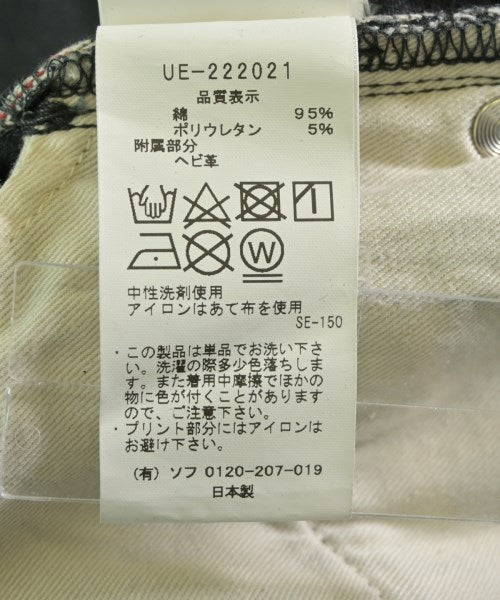 UE-222021
品質表示
綿 95%
ポリウレタン 5%
附属部分
ヘビ革
W
中性洗剤使用
アイロンはあて布を使用
SE-150
・この製品は単品でお洗い下さ
い。洗濯の際多少色落ちしま
す。また着用中摩擦でほかの
物に色が付くことがあります
ので、ご注意下さい。
・プリント部分にはアイロンは
お避け下さい。
(有) ソフ 0120-207-019
日本製